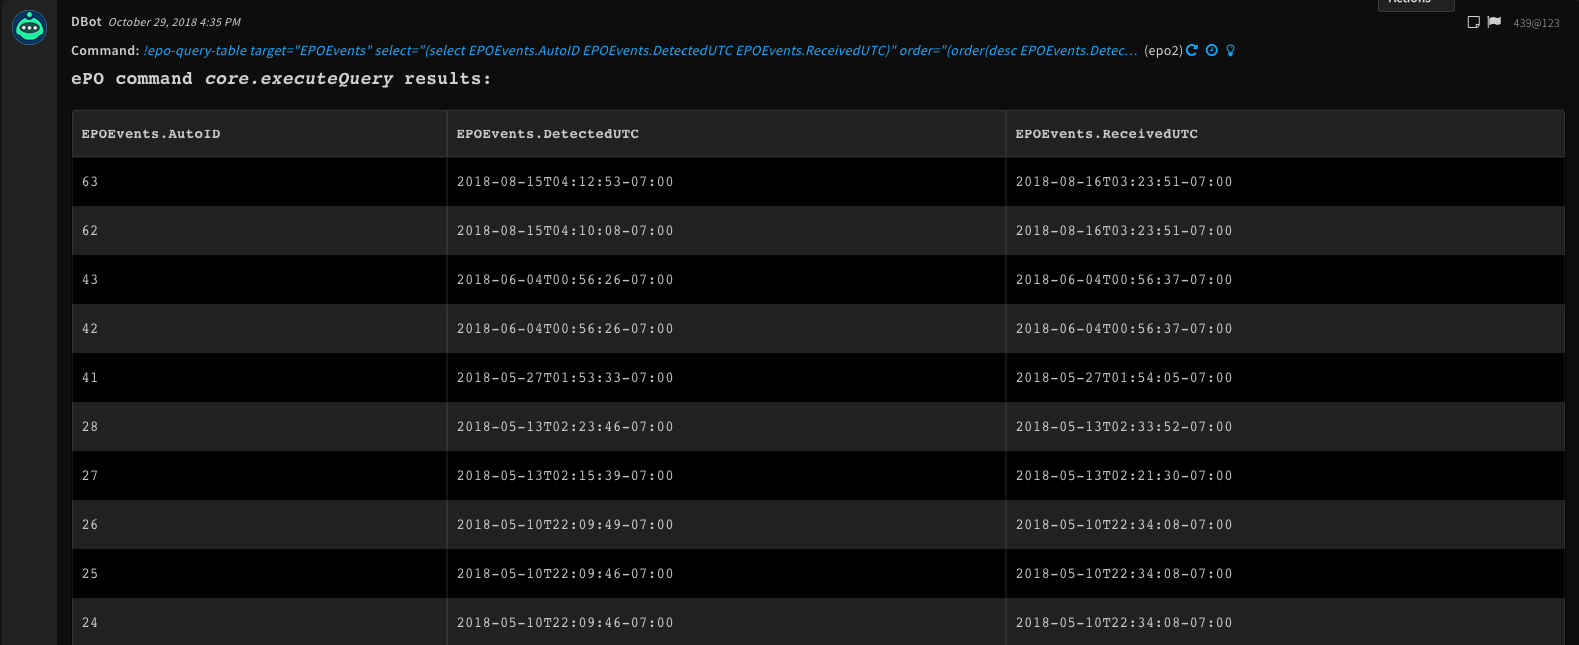 Actions
DBot October 29, 2018 4:35 PM
439@123
Command: !epo-query-table target="EPOEvents" select="(select EPOEvents.AutoID EPOEvents.DetectedUTC EPOEvents.ReceivedUTC)" order="(order(desc EPOEvents.Detec... (epo2)
ePO command core.executeQuery results:
EPOEvents.AutoID EPOEvents.DetectedUTC EPOEvents.ReceivedUTC
63 2018-08-15T04:12:53-07:00 2018-08-16T03:23:51-07:00
62 2018-08-15T04:10:08-07:00 2018-08-16T03:23:51-07:00
43 2018-06-04T00:56:26-07:00 2018-06-04T00:56:37-07:00
42 2018-06-04T00:56:26-07:00 2018-06-04T00:56:37-07:00
41 2018-05-27T01:53:33-07:00 2018-05-27T01:54:05-07:00
28 2018-05-13T02:23:46-07:00 2018-05-13T02:33:52-07:00
27 2018-05-13T02:15:39-07:00 2018-05-13T02:21:30-07:00
26 2018-05-10T22:09:49-07:00 2018-05-10T22:34:08-07:00
25 2018-05-10T22:09:46-07:00 2018-05-10T22:34:08-07:00
24 2018-05-10T22:09:46-07:00 2018-05-10T22:34:08-07:00